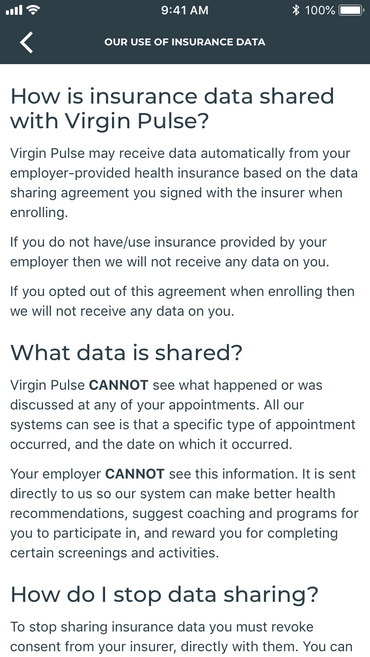 9:41 AM
100%
OUR USE OF INSURANCE DATA
How is insurance data shared
with Virgin Pulse?
Virgin Pulse may receive data automatically from your
employer-provided health insurance based on the data
sharing agreement you signed with the insurer when
enrolling.
If you do not have/use insurance provided by your
employer then we will not receive any data on you.
If you opted out of this agreement when enrolling then
we will not receive any data on you.
What data is shared?
Virgin Pulse CANNOT see what happened or was
discussed at any of your appointments. All our
systems can see is that a specific type of appointment
occurred, and the date on which it occurred.
Your employer CANNOT see this information. It is sent
directly to us so our system can make better health
recommendations, suggest coaching and programs for
you to participate in, and reward you for completing
certain screenings and activities.
How do I stop data sharing?
To stop sharing insurance data you must revoke
consent from your insurer, directly with them. You can